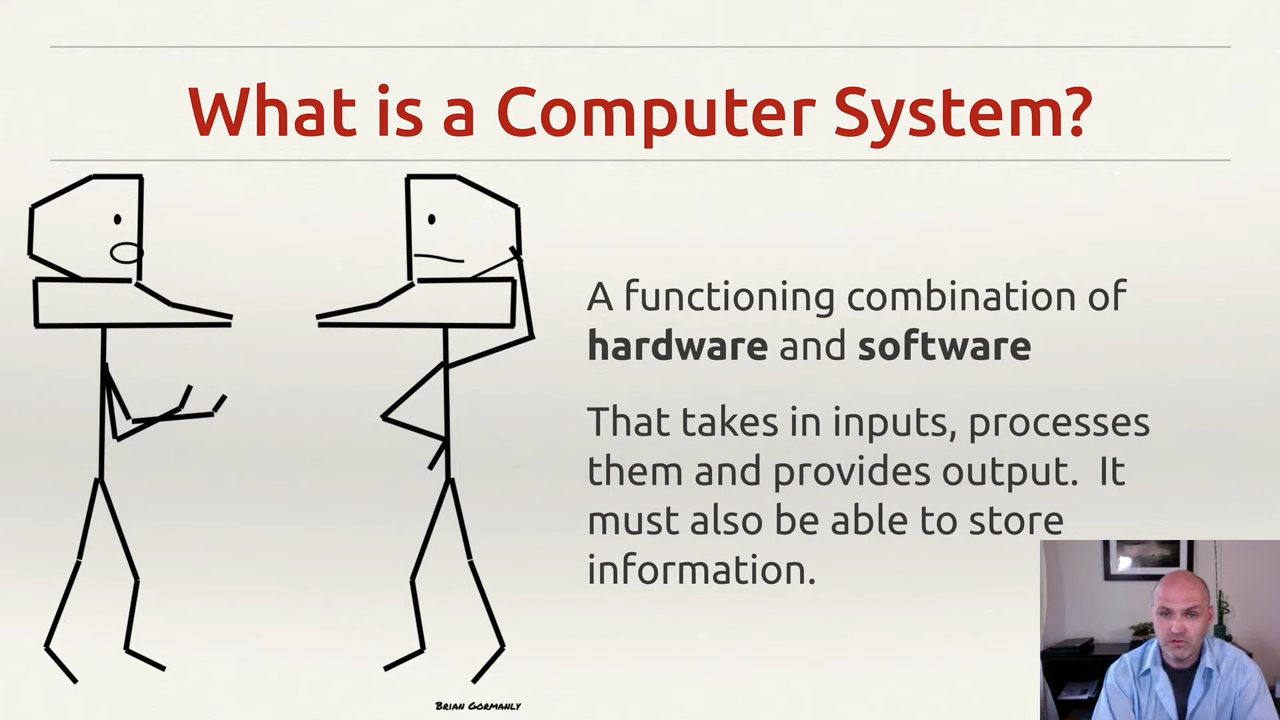 What is a Computer System?
A functioning combination of
hardware and software
That takes in inputs, processes
them and provides output.  It
must also be able to store
information.
Brian Gormanly